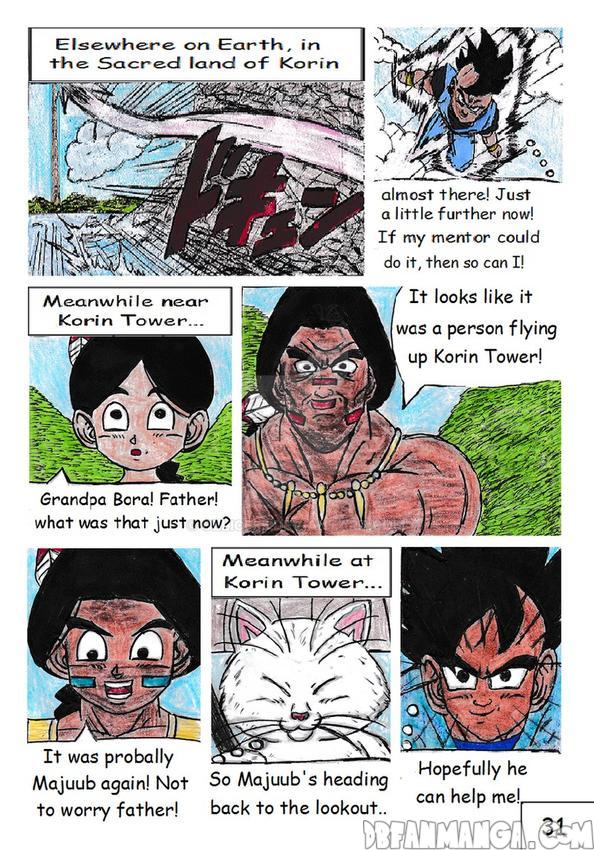 Elsewhere on Earth, in
the Sacred land of Korin
ドキュン
almost there! Just
a little further now!
If my mentor could
do it, then so can I!
Meanwhile near
Korin Tower...
It looks like it
was a person flying
up Korin Tower!
Grandpa Bora! Father!
what was that just now?
Meanwhile at
Korin Tower...
It was probally
Majuub again! Not
to worry father!
So Majuub's heading
back to the lookout..
Hopefully he
can help me!
31
DBFANMANGA.COM